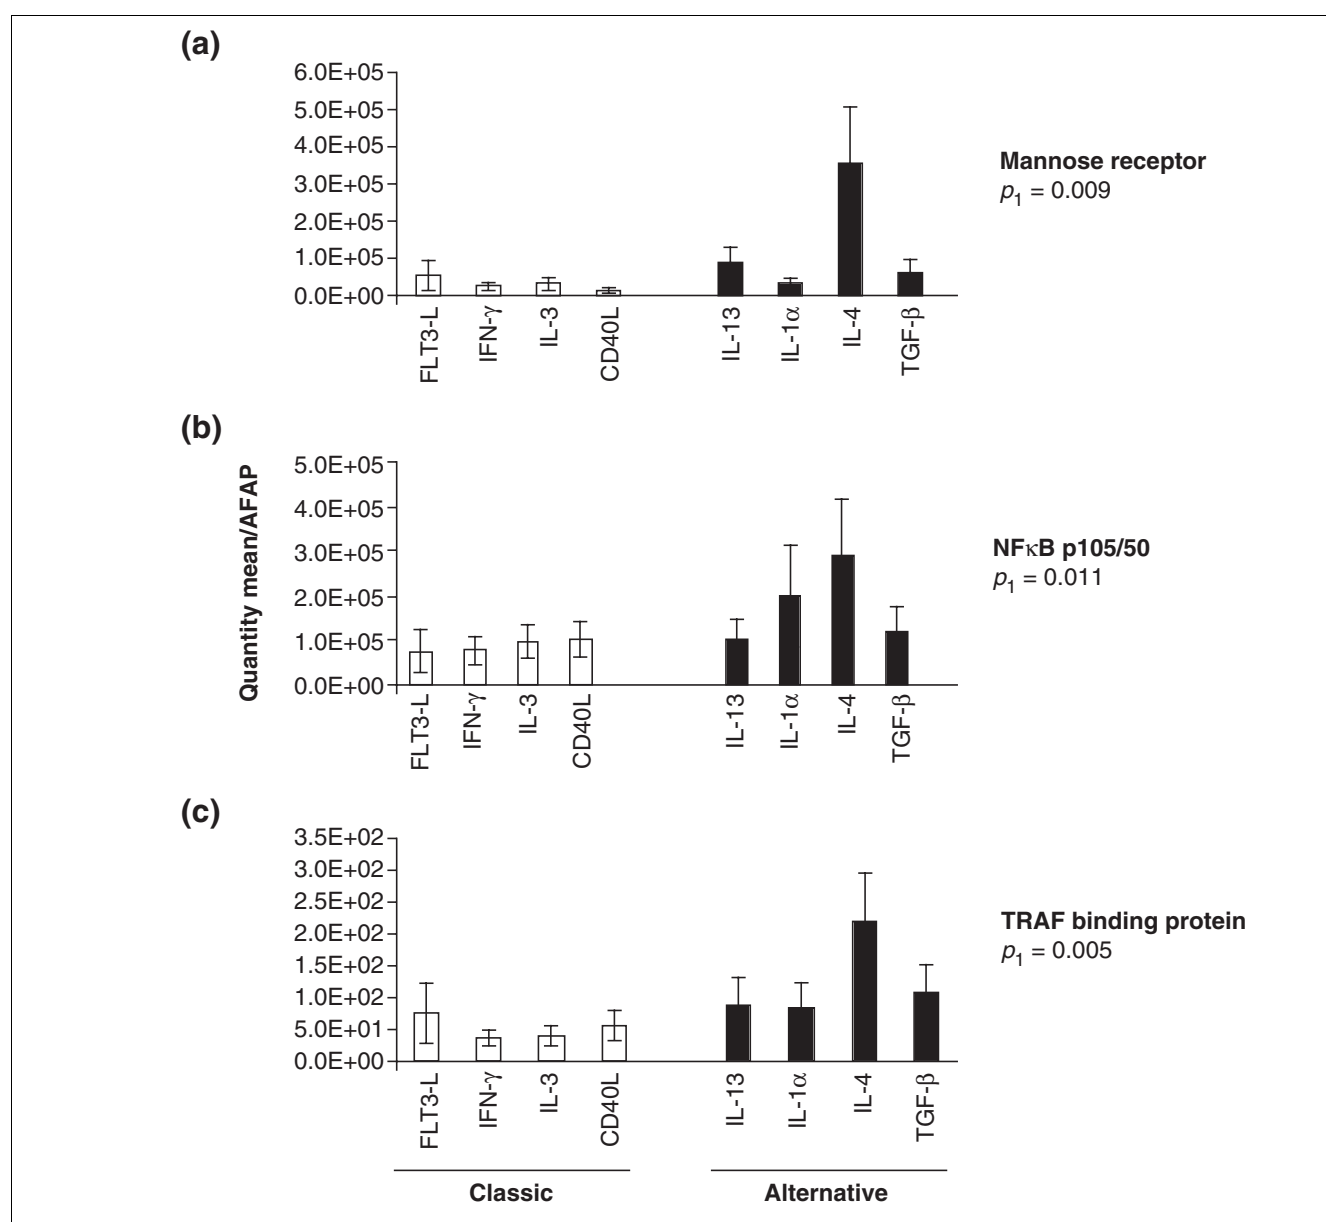 (a)
6.0E+05
5.0E+05
4.0E+05
3.0E+05
2.0E+05
1.0E+05
0.0E+00
FLT3-L
IFN-γ
IL-3
CD40L
IL-13
IL-1α
IL-4
TGF-β
Mannose receptor
p1 = 0.009
(b)
Quantity mean/AFAP
5.0E+05
4.0E+05
3.0E+05
2.0E+05
1.0E+05
0.0E+00
FLT3-L
IFN-γ
IL-3
CD40L
IL-13
IL-1α
IL-4
TGF-β
NFκB p105/50
p1 = 0.011
(c)
3.5E+02
3.0E+02
2.5E+02
2.0E+02
1.5E+02
1.0E+02
5.0E+01
0.0E+00
FLT3-L
IFN-γ
IL-3
CD40L
IL-13
IL-1α
IL-4
TGF-β
TRAF binding protein
p1 = 0.005
Classic
Alternative